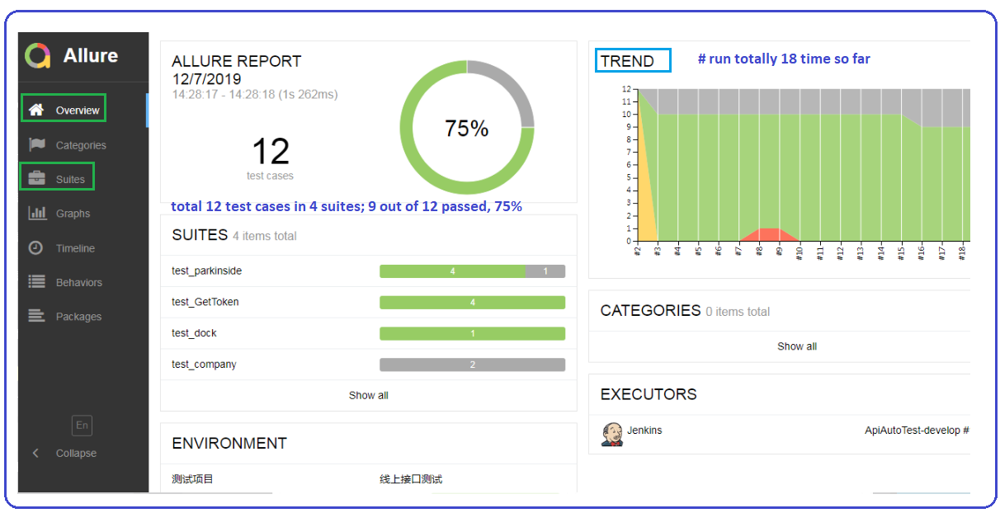 Allure
Overview
Categories
Suites
Graphs
Timeline
Behaviors
Packages
En
Collapse
ALLURE REPORT
12/7/2019
14:28:17 - 14:28:18 (1s 262ms)
12
test cases
75%
total 12 test cases in 4 suites; 9 out of 12 passed, 75%
SUITES 4 items total
test_parkinside 4 1
test_GetToken 4
test_dock 1
test_company 2
Show all
ENVIRONMENT
测试项目 线上接口测试
TREND
# run totally 18 time so far
12
11
10
9
8
7
6
5
4
3
2
1
0
#2 #3 #4 #5 #6 #7 #8 #9 #10 #11 #12 #13 #14 #15 #16 #17 #18
CATEGORIES 0 items total
Show all
EXECUTORS
Jenkins ApiAutoTest-develop #